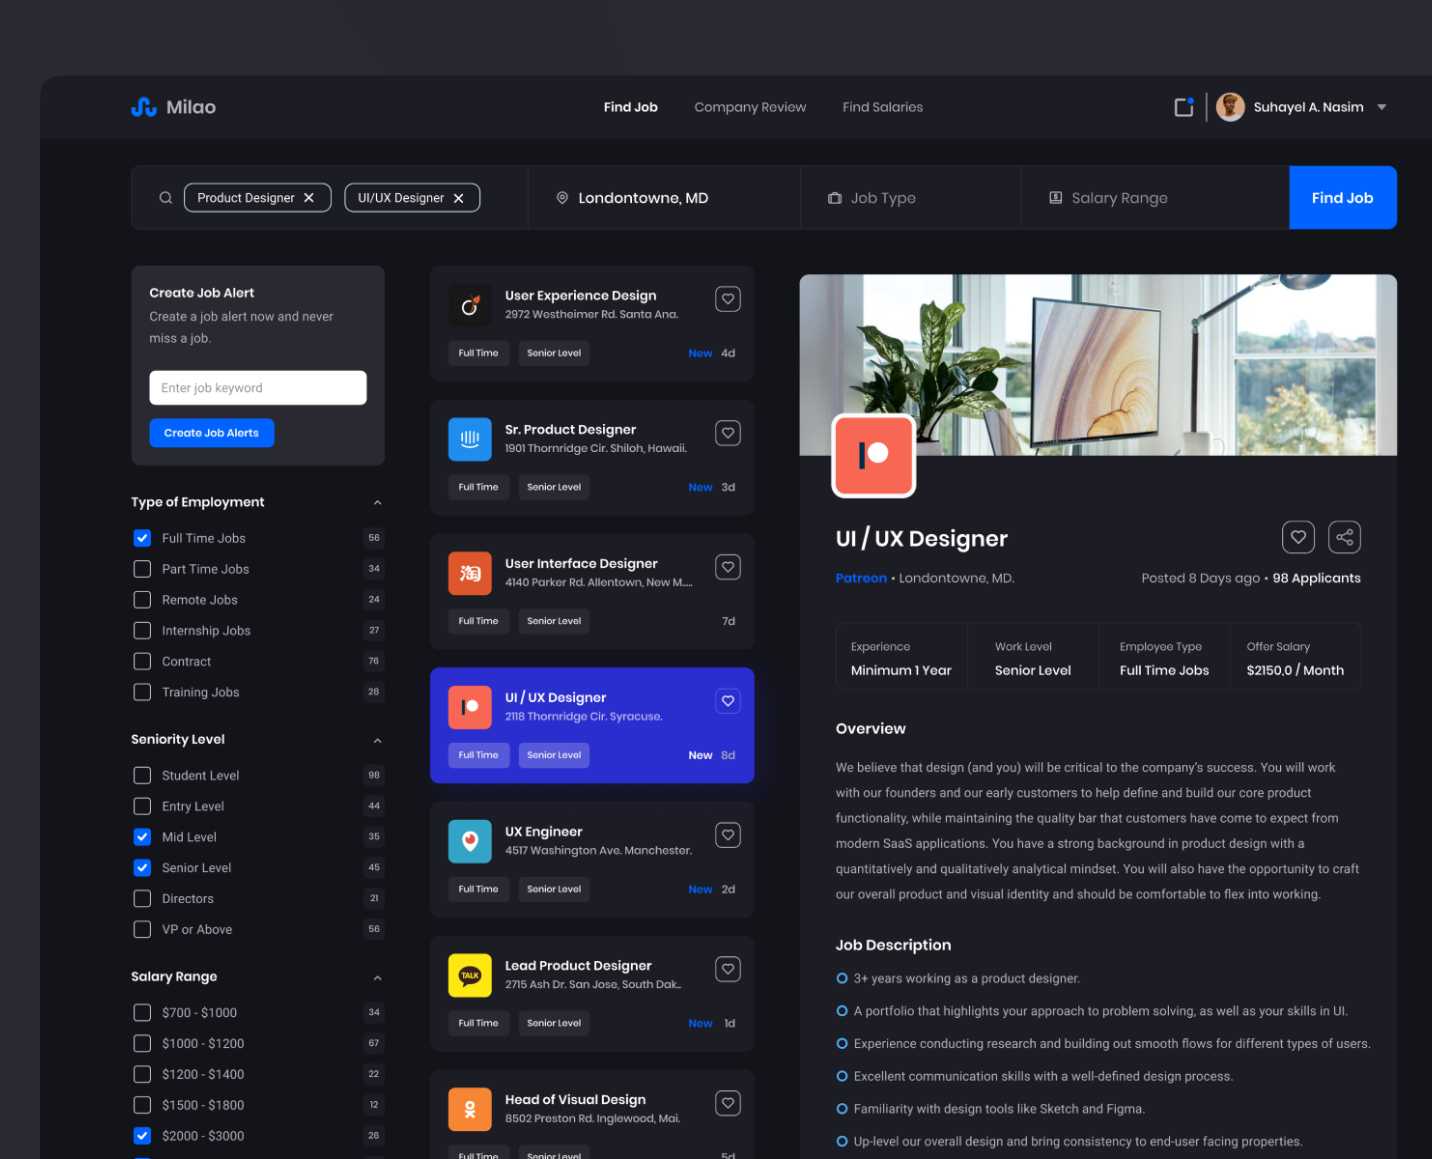 Milao
Find Job
Company Review
Find Salaries
Suhayel A. Nasim
Product Designer
UI/UX Designer
Londontowne, MD
Job Type
Salary Range
Find Job
Create Job Alert
Create a job alert now and never
miss a job.
Enter job keyword
Create Job Alerts
Type of Employment
Full Time Jobs 56
Part Time Jobs 34
Remote Jobs 24
Internship Jobs 27
Contract 76
Training Jobs 28
Seniority Level
Student Level 98
Entry Level 44
Mid Level 35
Senior Level 45
Directors 21
VP or Above 56
Salary Range
$700 - $1000 34
$1000 - $1200 67
$1200 - $1400 22
$1500 - $1800 12
$2000 - $3000 26
User Experience Design
2972 Westheimer Rd. Santa Ana.
Full Time Senior Level New 4d
Sr. Product Designer
1901 Thornridge Cir. Shiloh, Hawaii.
Full Time Senior Level New 3d
淘
User Interface Designer
4140 Parker Rd. Allentown, New M....
Full Time Senior Level 7d
UI / UX Designer
2118 Thornridge Cir. Syracuse.
Full Time Senior Level New 8d
UX Engineer
4517 Washington Ave. Manchester.
Full Time Senior Level New 2d
TALK
Lead Product Designer
2715 Ash Dr. San Jose, South Dak..
Full Time Senior Level New 1d
Head of Visual Design
8502 Preston Rd. Inglewood, Mai.
Full Time Senior Level 5d
UI / UX Designer
Patreon • Londontowne, MD.
Posted 8 Days ago • 98 Applicants
Experience
Minimum 1 Year
Work Level
Senior Level
Employee Type
Full Time Jobs
Offer Salary
$2150,0 / Month
Overview
We believe that design (and you) will be critical to the company’s success. You will work
with our founders and our early customers to help define and build our core product
functionality, while maintaining the quality bar that customers have come to expect from
modern SaaS applications. You have a strong background in product design with a
quantitatively and qualitatively analytical mindset. You will also have the opportunity to craft
our overall product and visual identity and should be comfortable to flex into working.
Job Description
3+ years working as a product designer.
A portfolio that highlights your approach to problem solving, as well as your skills in UI.
Experience conducting research and building out smooth flows for different types of users.
Excellent communication skills with a well-defined design process.
Familiarity with design tools like Sketch and Figma.
Up-level our overall design and bring consistency to end-user facing properties.